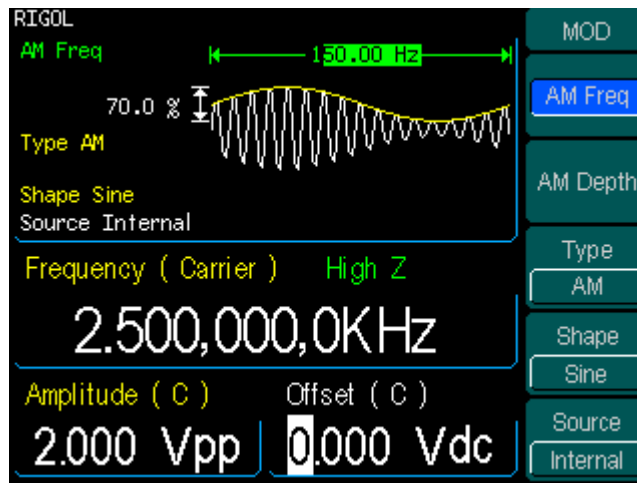 RIGOL
AM Freq
150.00 Hz
70.0 %
Type AM
Shape Sine
Source Internal
Frequency ( Carrier ) High Z
2.500,000,0KHz
Amplitude ( C ) Offset ( C )
2.000 Vpp 0.000 Vdc
MOD
AM Freq
AM Depth
Type
AM
Shape
Sine
Source
Internal